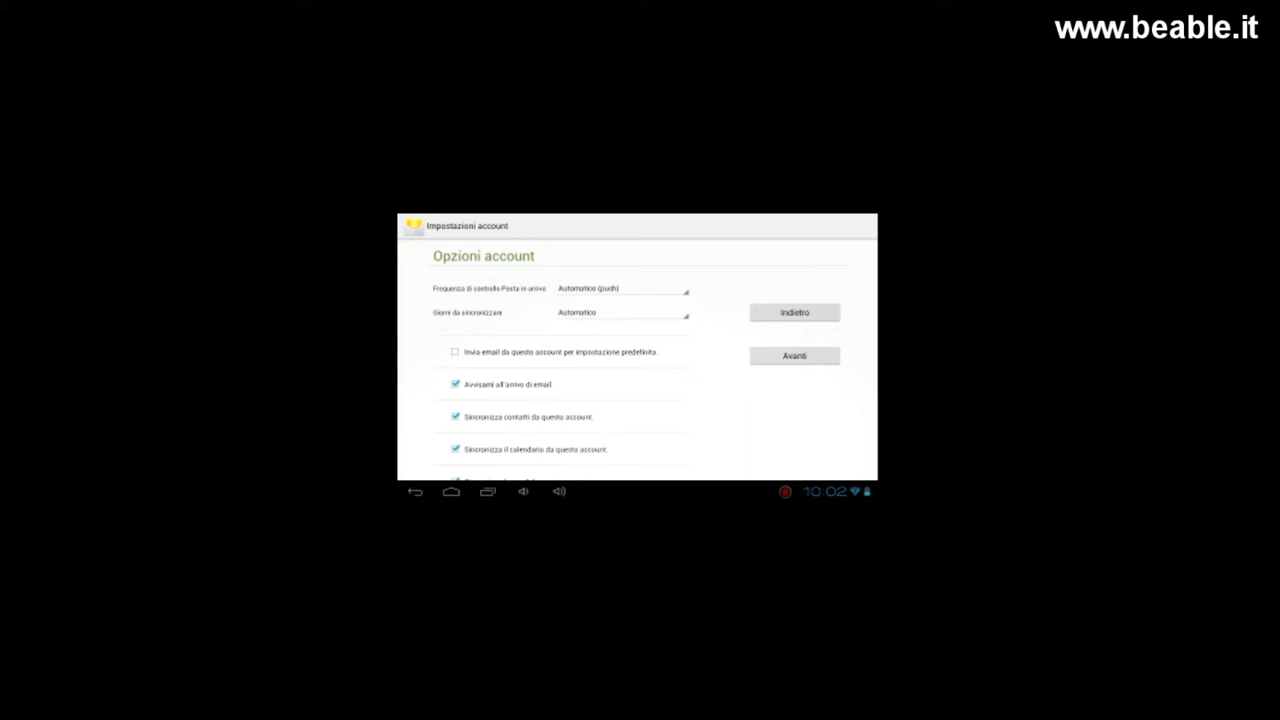 www.beable.it
Impostazioni account
Opzioni account
Frequenza di controllo Posta in arrivo Automatico (push)
Giorni da sincronizzare Automatico
Indietro
Invia email da questo account per impostazione predefinita.
Avanti
Avvisami all'arrivo di email.
Sincronizza contatti da questo account.
Sincronizza il calendario da questo account.
10:02